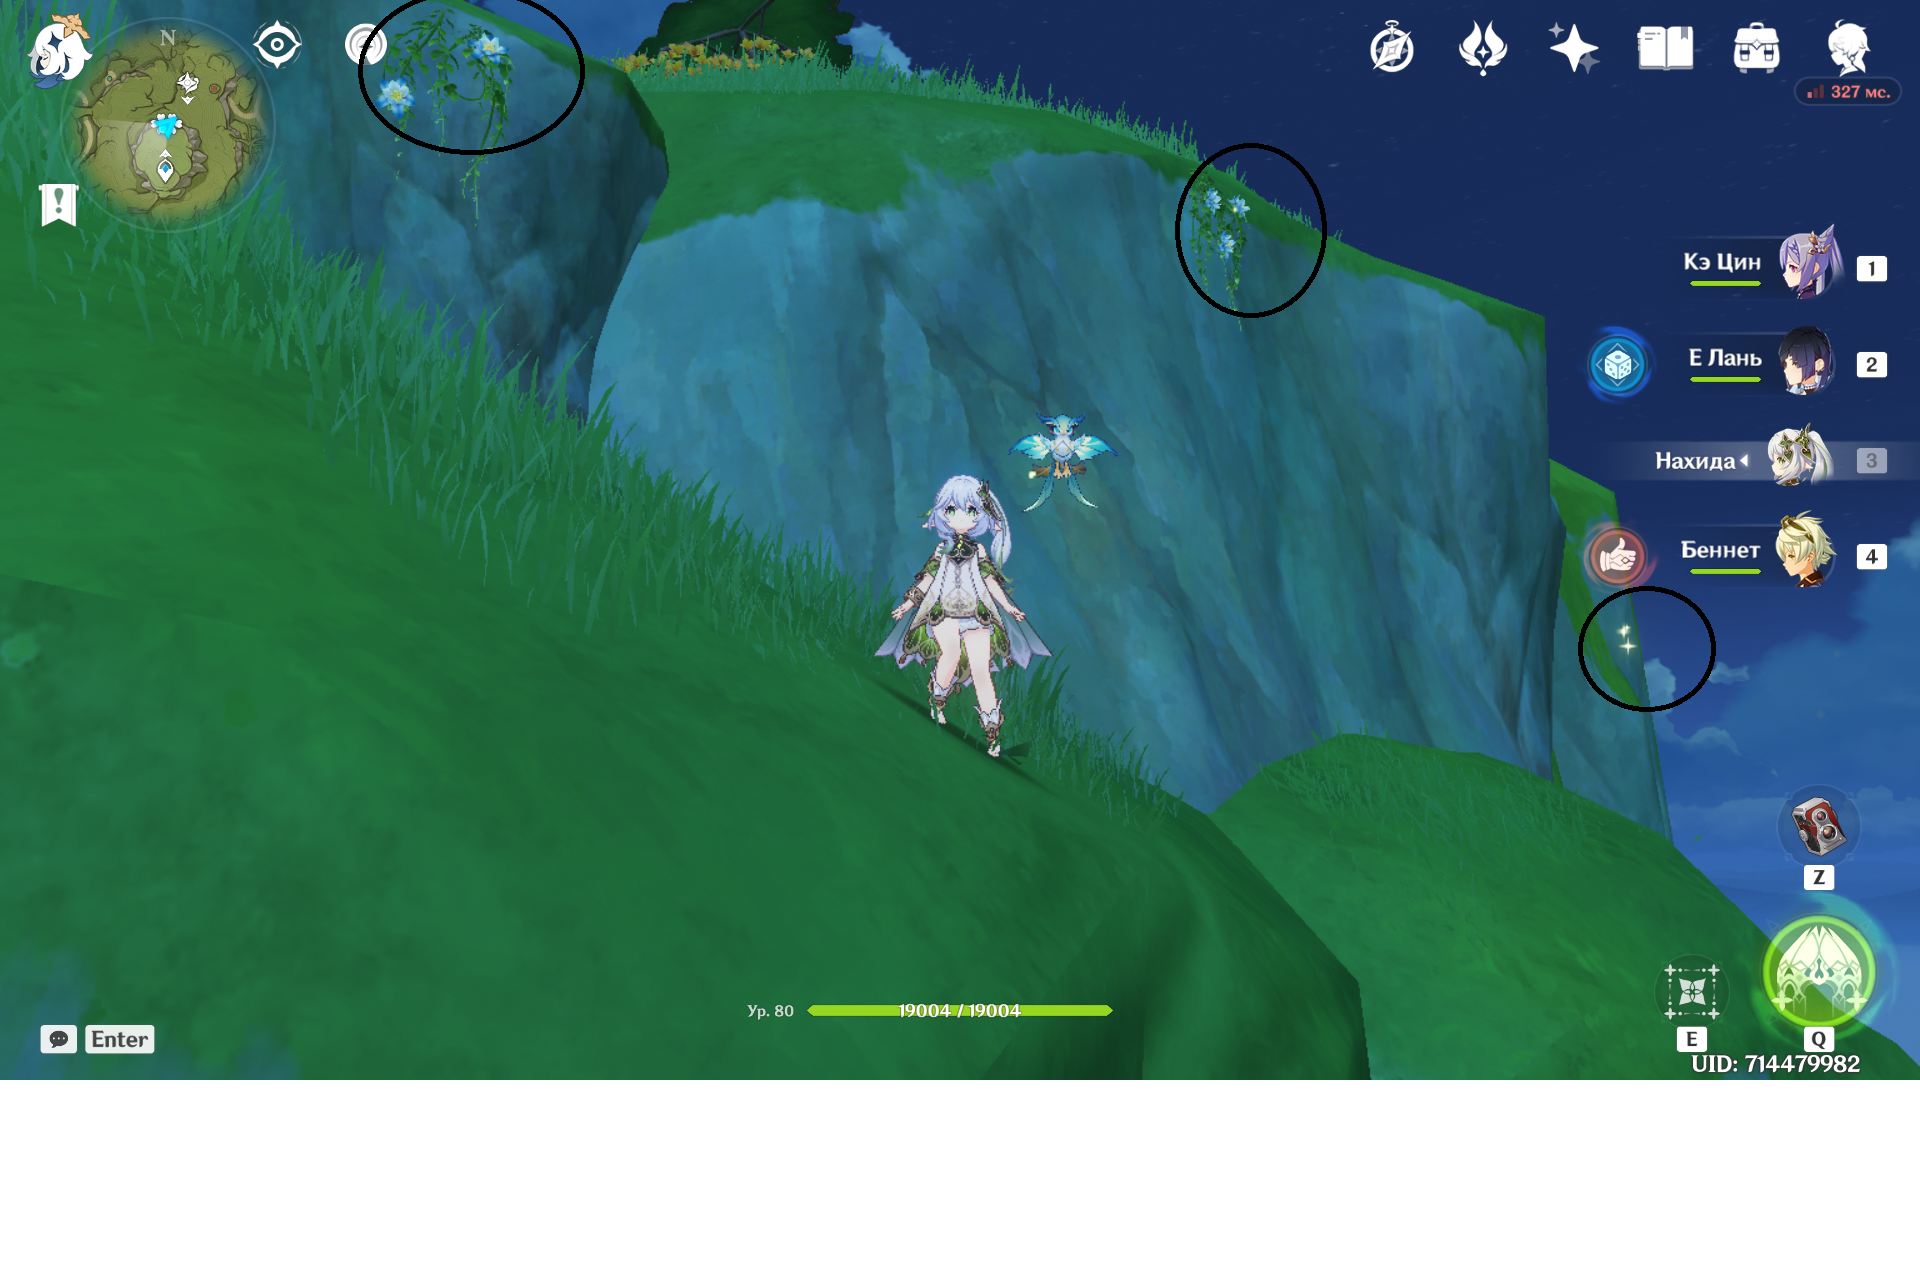 N
327 мс.
Кэ Цин
1
Е Лань
2
Нахида
3
Беннет
4
Z
Ур. 80
19004 / 19004
Enter
E
Q
UID: 714479982